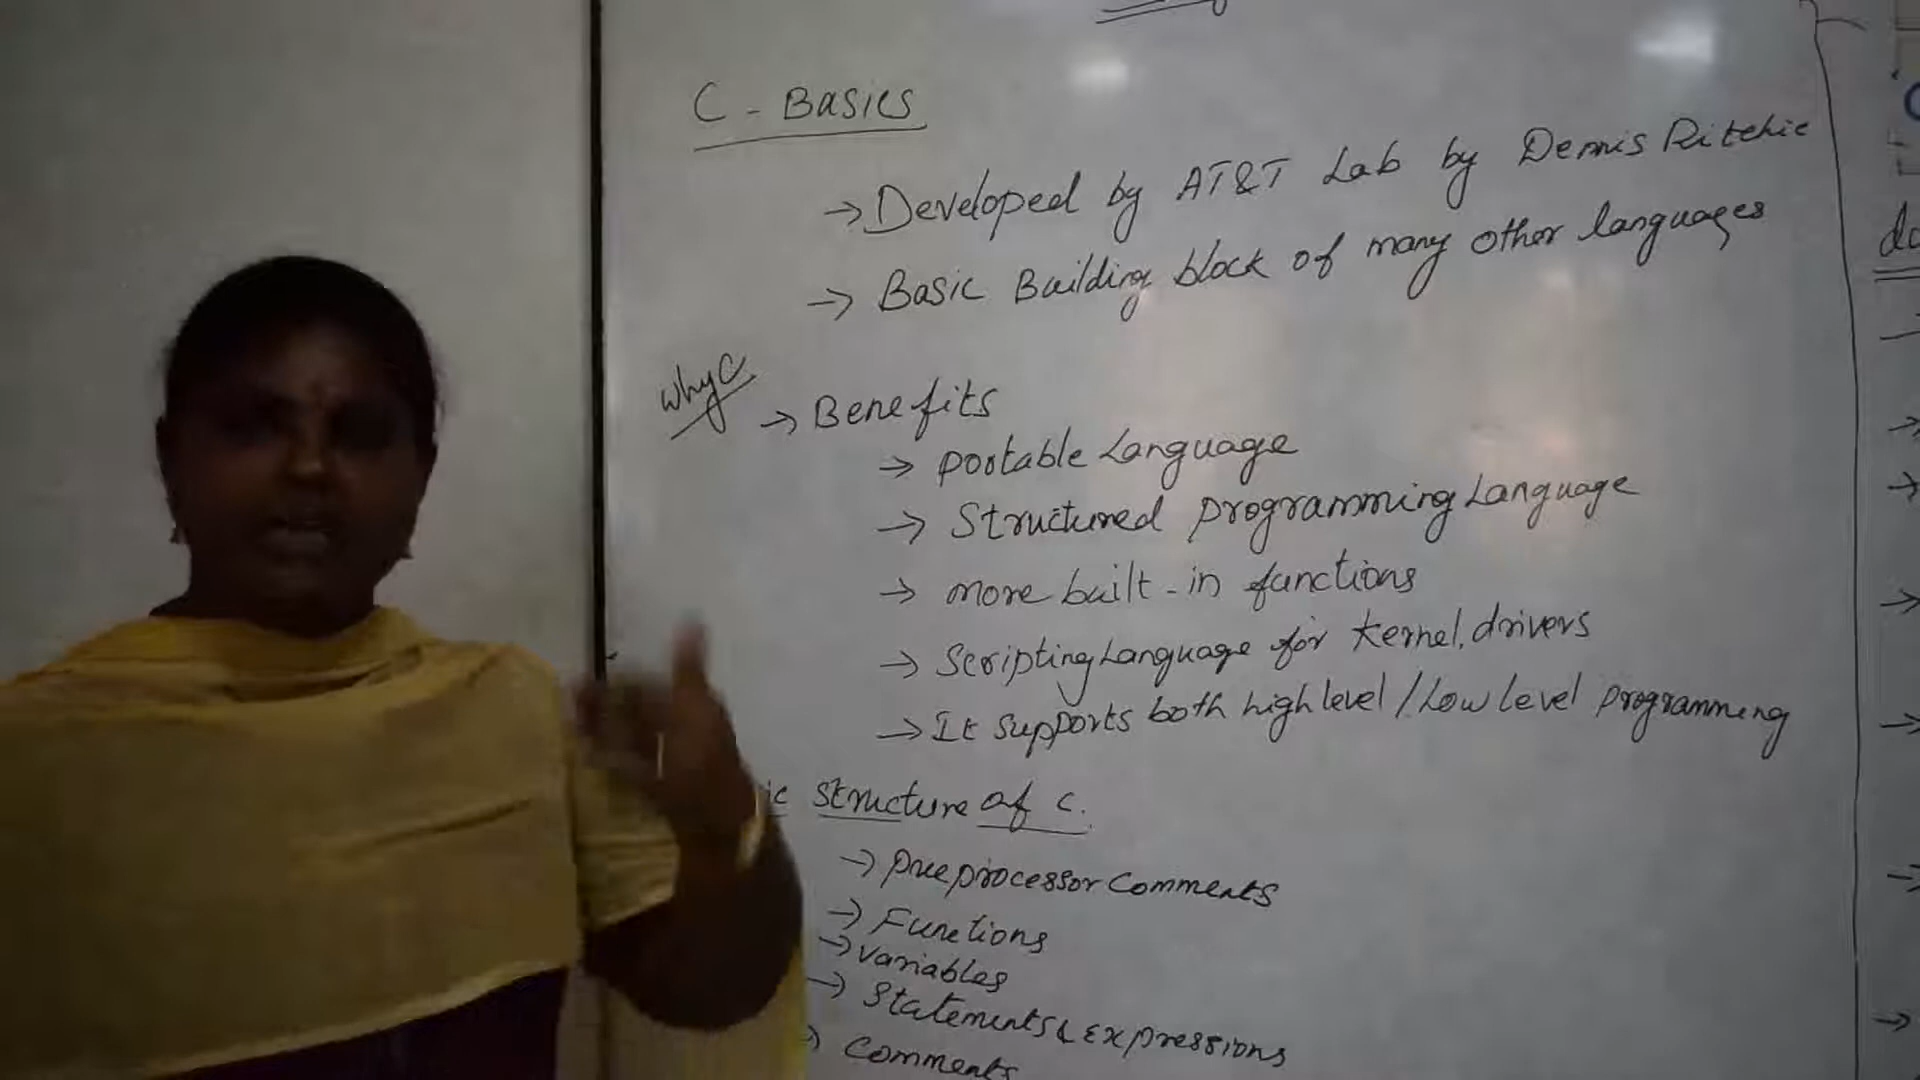 C - Basics
→ Developed by AT&T Lab by Dennis Ritchie
→ Basic Building block of many other languages
Why C
→ Benefits
→ portable Language
→ Structured programming Language
→ more built-in functions
→ Scripting Language for kernel, drivers
→ It supports both high level / Low level programming
ic structure of C.
→ preprocessor Comments
→ Functions
→ variables
→ Statements & Expressions
→ Comments